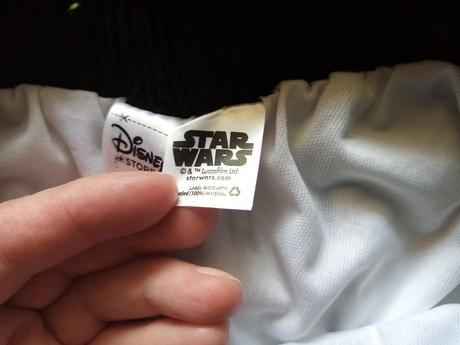 Disney
STORE
STAR
WARS
© & ™ Lucasfilm Ltd
starwars.com
LABEL MADE WITH
(100%) MATERIAL